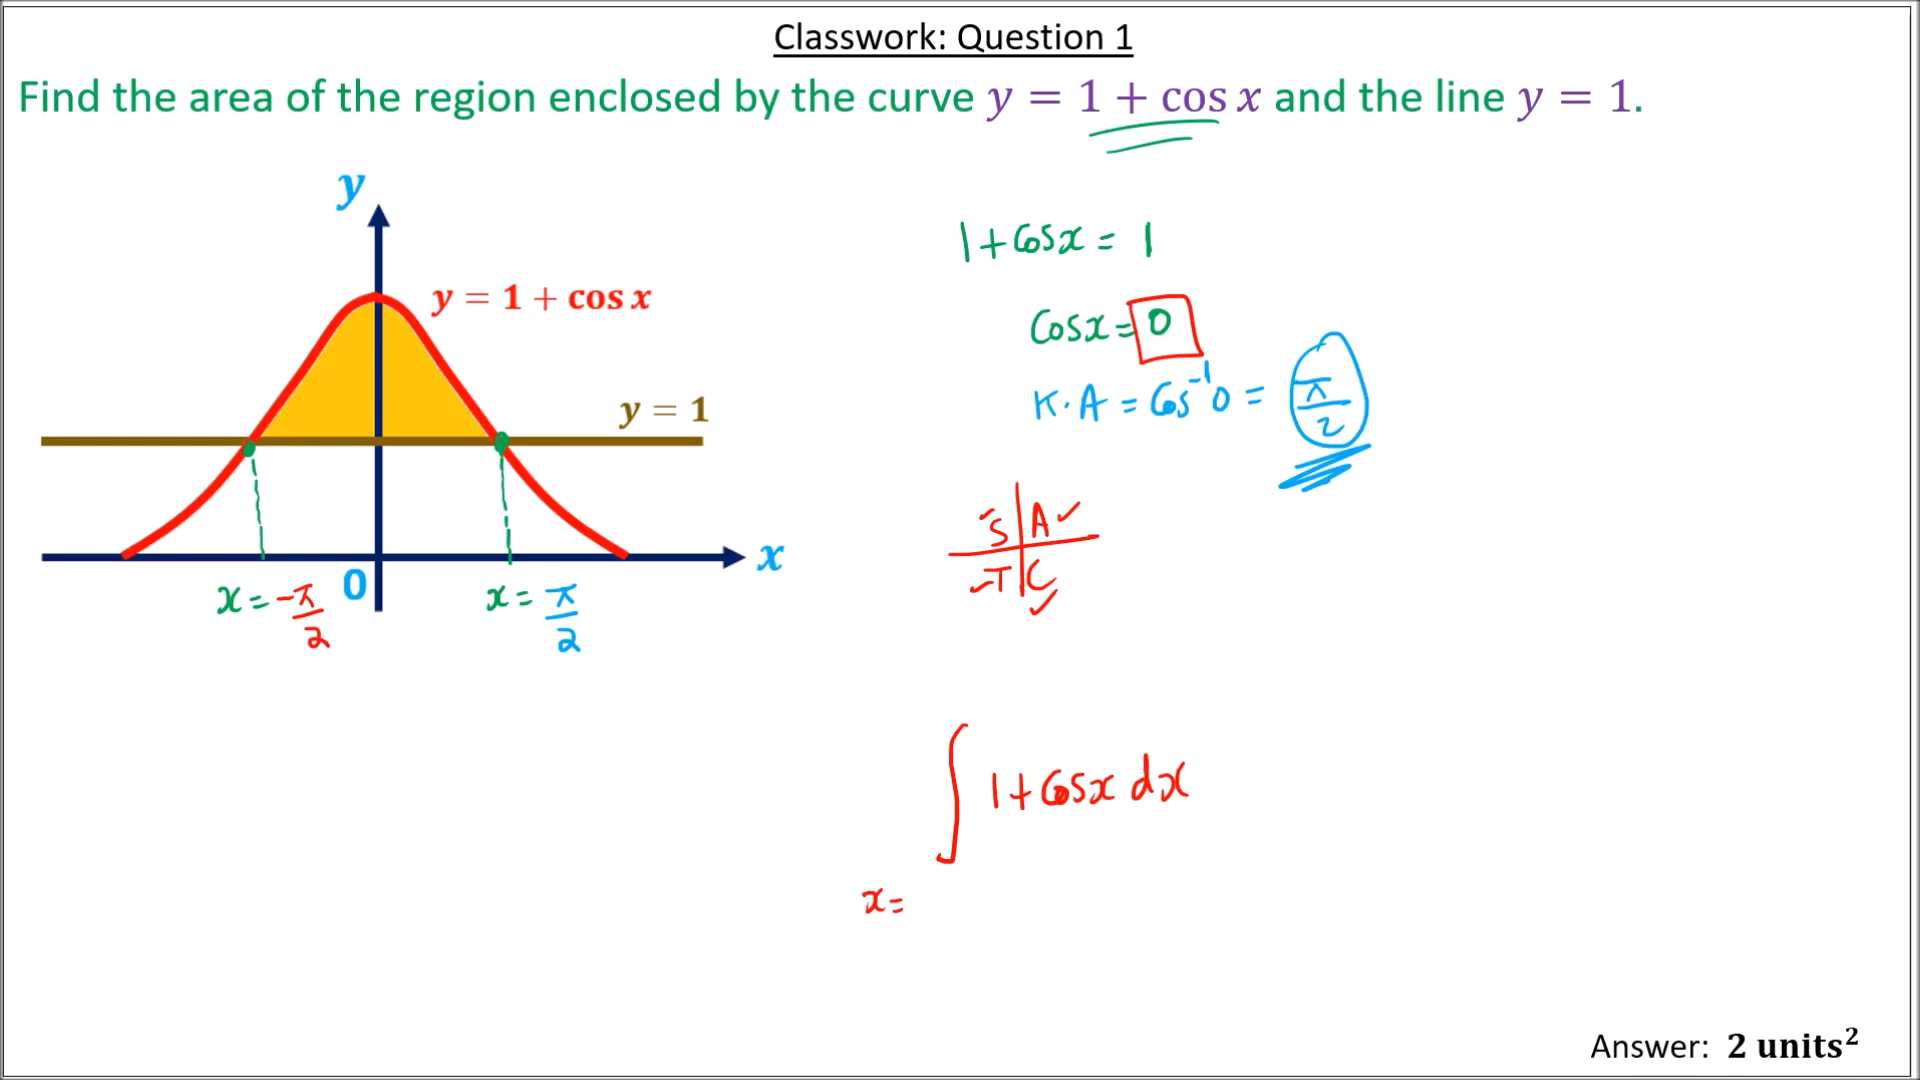 Classwork: Question 1
Find the area of the region enclosed by the curve y = 1 + cos x and the line y = 1.
y
y = 1 + cos x
y = 1
0
x
x = -π/2
x = π/2
1 + Cosx = 1
Cosx = 0
K.A = Cos⁻¹0 = π/2
S A ✓
T C ✓
∫ 1 + Cosx dx
x =
Answer: 2 units²